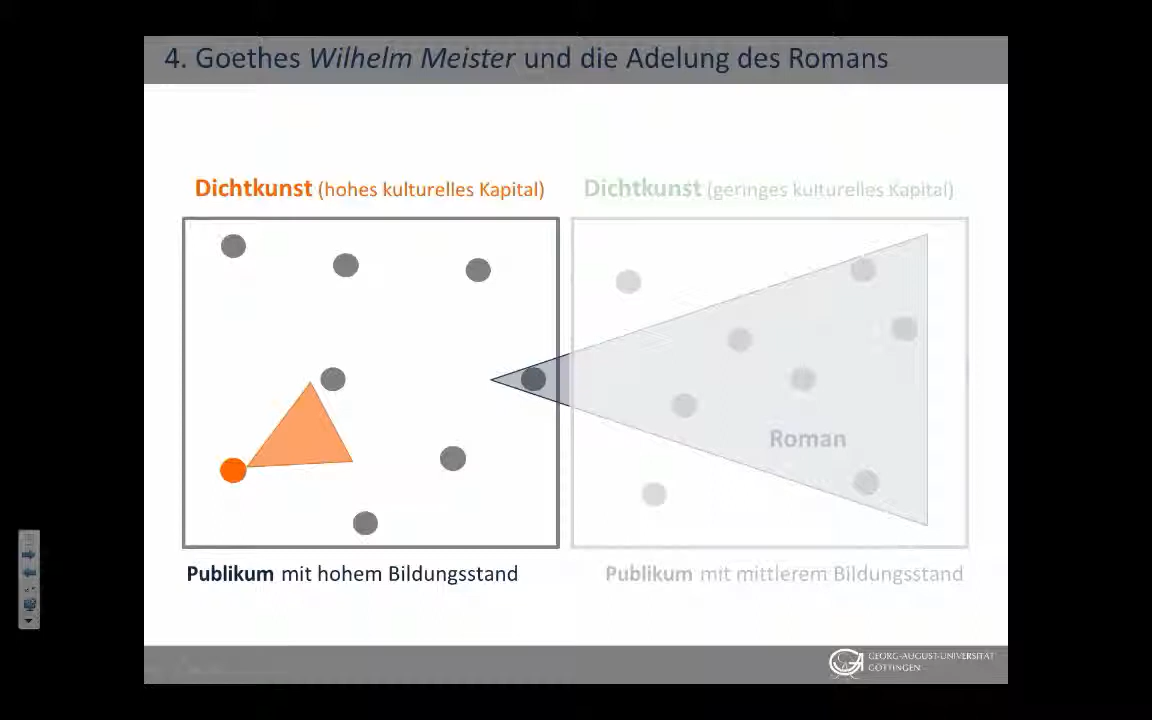 4. Goethes Wilhelm Meister und die Adelung des Romans
Dichtkunst (hohes kulturelles Kapital)
Dichtkunst (geringes kulturelles Kapital)
Roman
Publikum mit hohem Bildungsstand
Publikum mit mittlerem Bildungsstand
GEORG-AUGUST-UNIVERSITÄT
GÖTTINGEN